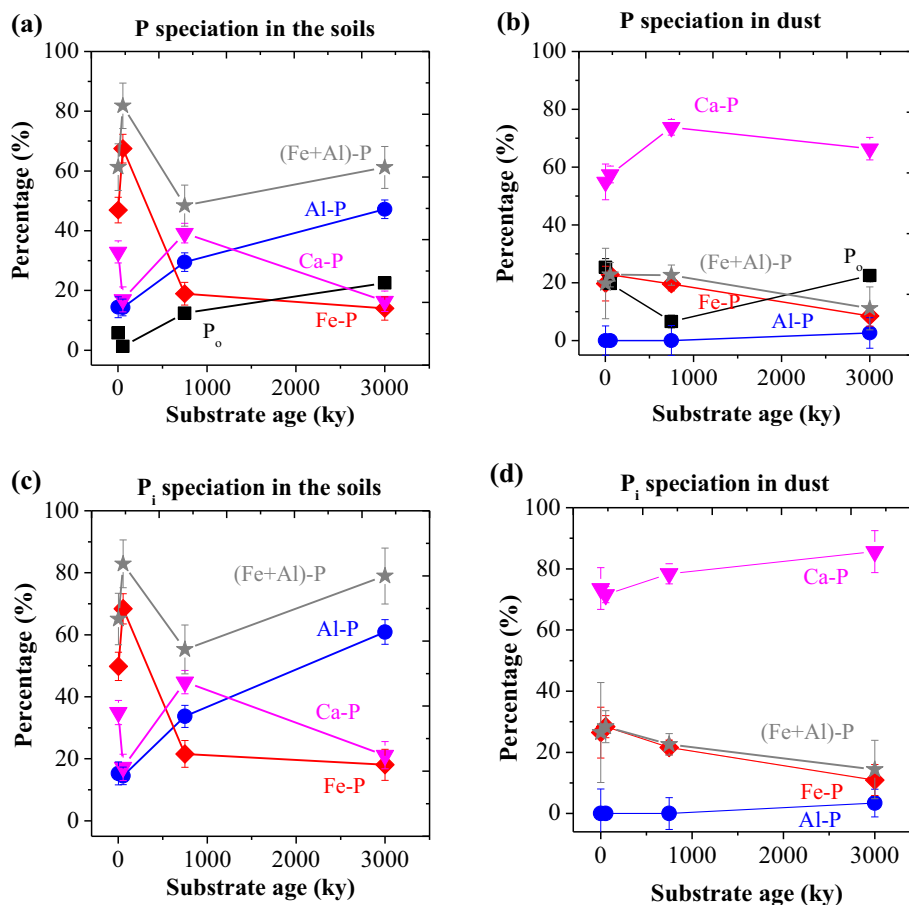 (a)
P speciation in the soils
100
80
60
40
20
0
Percentage (%)
(Fe+Al)-P
Al-P
Ca-P
Fe-P
P_o
0 1000 2000 3000
Substrate age (ky)
(b)
P speciation in dust
100
80
60
40
20
0
Percentage (%)
Ca-P
(Fe+Al)-P
P_o
Fe-P
Al-P
0 1000 2000 3000
Substrate age (ky)
(c)
P_i speciation in the soils
100
80
60
40
20
0
Percentage (%)
(Fe+Al)-P
Al-P
Ca-P
Fe-P
0 1000 2000 3000
Substrate age (ky)
(d)
P_i speciation in dust
100
80
60
40
20
0
Percentage (%)
Ca-P
(Fe+Al)-P
Fe-P
Al-P
0 1000 2000 3000
Substrate age (ky)